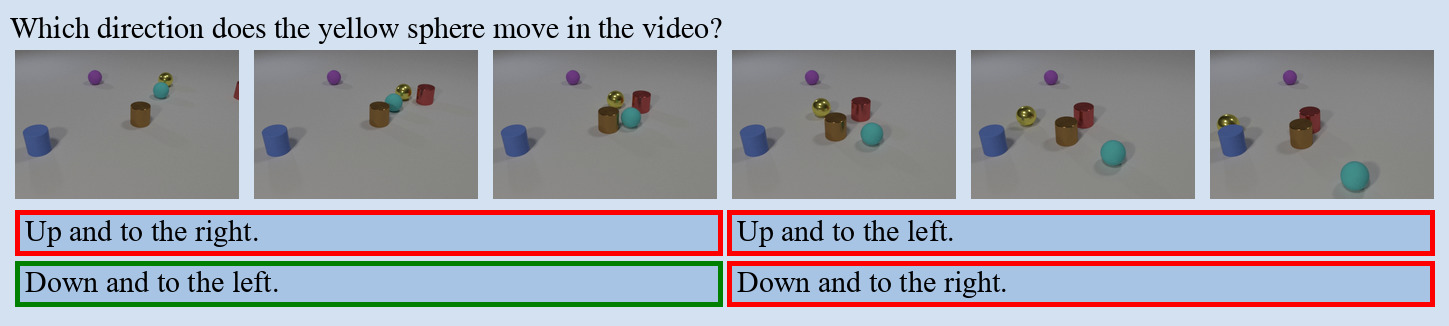 Which direction does the yellow sphere move in the video?
Up and to the right.
Up and to the left.
Down and to the left.
Down and to the right.